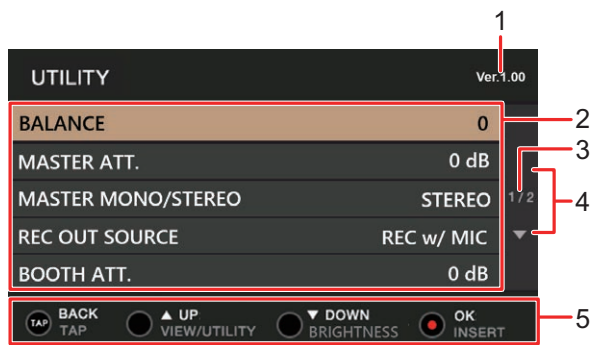 1
UTILITY Ver.1.00
BALANCE 0 2
MASTER ATT. 0 dB 3
MASTER MONO/STEREO STEREO 1/2 4
REC OUT SOURCE REC w/ MIC
BOOTH ATT. 0 dB
TAP BACK ▲ UP ▼ DOWN OK 5
TAP VIEW/UTILITY BRIGHTNESS INSERT